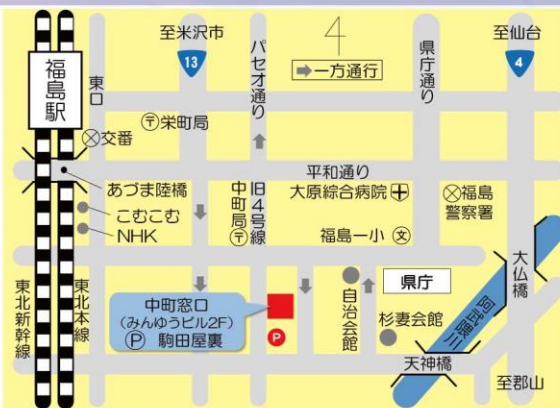 至米沢市
13
パセオ通り
4
県庁通り
至仙台
4
福島駅
東口
一方通行
〒栄町局
交番
平和通り
あづま陸橋
こむこむ
NHK
中町局〒
旧4号線
大原綜合病院
福島警察署
福島一小 文
東北新幹線
東北本線
中町窓口
(みんゆうビル2F)
P 駒田屋裏
P
自治会館
県庁
杉妻会館
大仏橋
阿武隈川
天神橋
至郡山